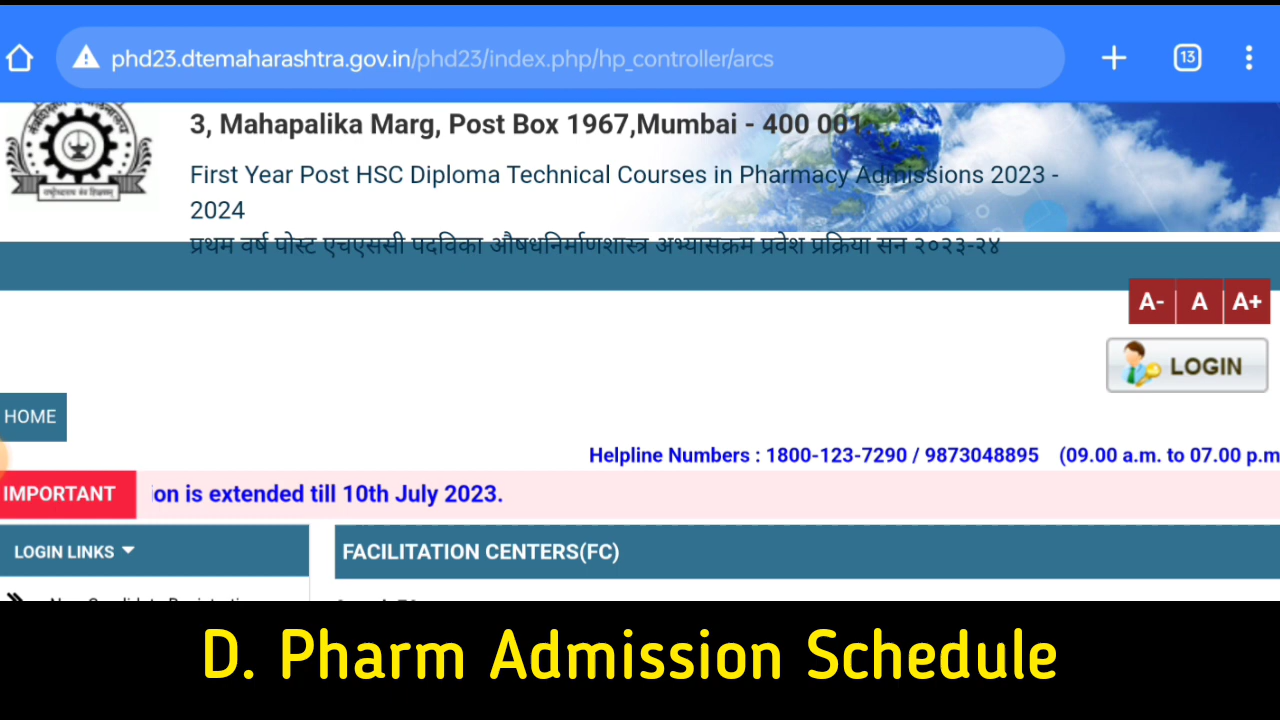 phd23.dtemaharashtra.gov.in/phd23/index.php/hp_controller/arcs
13
3, Mahapalika Marg, Post Box 1967,Mumbai - 400 001
First Year Post HSC Diploma Technical Courses in Pharmacy Admissions 2023 -
2024
प्रथम वर्ष पोस्ट एचएससी पदविका औषधनिर्माणशास्त्र अभ्यासक्रम प्रवेश प्रक्रिया सन २०२३-२४
A- A A+
LOGIN
HOME
Helpline Numbers : 1800-123-7290 / 9873048895 (09.00 a.m. to 07.00 p.m
IMPORTANT ion is extended till 10th July 2023.
LOGIN LINKS
FACILITATION CENTERS(FC)
D. Pharm Admission Schedule